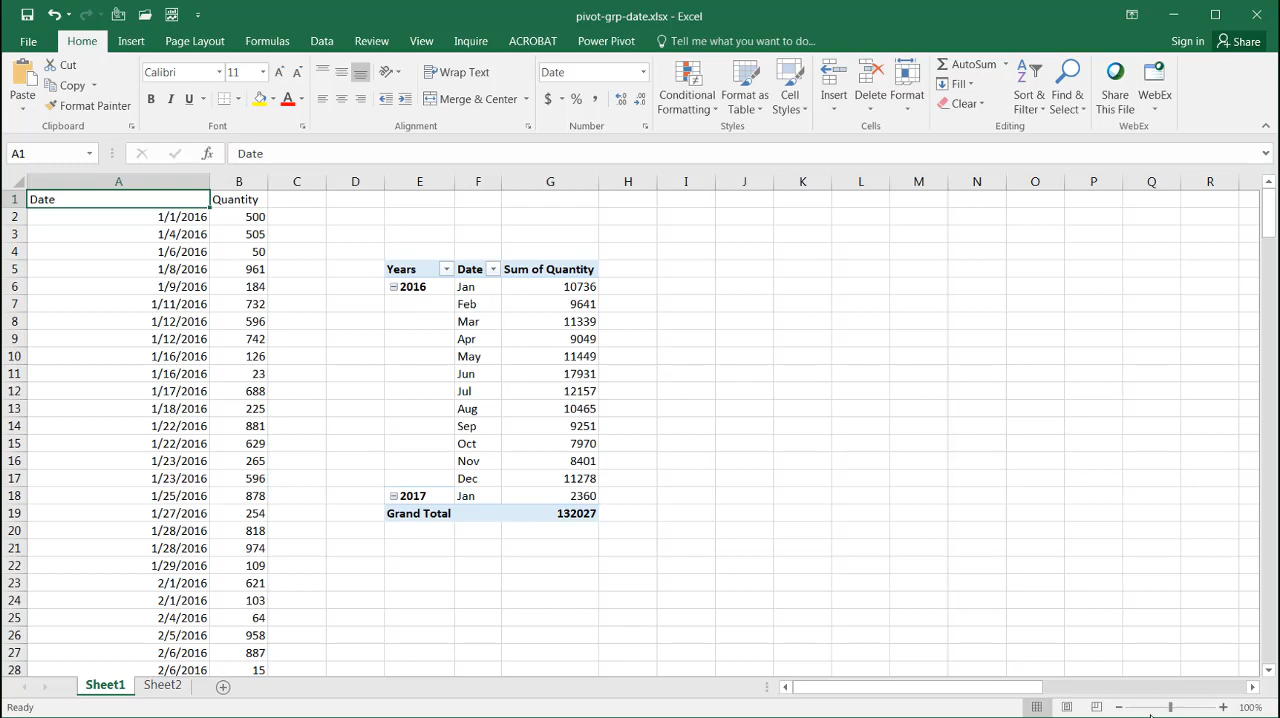 pivot-grp-date.xlsx - Excel
File Home Insert Page Layout Formulas Data Review View Inquire ACROBAT Power Pivot Tell me what you want to do... Sign in Share
Paste
Cut
Copy
Format Painter
Clipboard
Calibri 11
B I U A
Font
Wrap Text
Merge & Center
Alignment
Date
$ % ,
Number
Conditional Formatting
Format as Table
Cell Styles
Styles
Insert Delete Format
Cells
AutoSum
Fill
Clear
Sort & Filter
Find & Select
Editing
Share This File
WebEx
WebEx
A1 fx Date
A B C D E F G H I J K L M N O P Q R
1 Date Quantity
2 1/1/2016 500
3 1/4/2016 505
4 1/6/2016 50
5 1/8/2016 961 Years Date Sum of Quantity
6 1/9/2016 184 2016 Jan 10736
7 1/11/2016 732 Feb 9641
8 1/12/2016 596 Mar 11339
9 1/12/2016 742 Apr 9049
10 1/16/2016 126 May 11449
11 1/16/2016 23 Jun 17931
12 1/17/2016 688 Jul 12157
13 1/18/2016 225 Aug 10465
14 1/22/2016 881 Sep 9251
15 1/22/2016 629 Oct 7970
16 1/23/2016 265 Nov 8401
17 1/23/2016 596 Dec 11278
18 1/25/2016 878 2017 Jan 2360
19 1/27/2016 254 Grand Total 132027
20 1/28/2016 818
21 1/28/2016 974
22 1/29/2016 109
23 2/1/2016 621
24 2/1/2016 103
25 2/4/2016 64
26 2/5/2016 958
27 2/6/2016 887
28 2/6/2016 15
Sheet1 Sheet2
Ready 100%